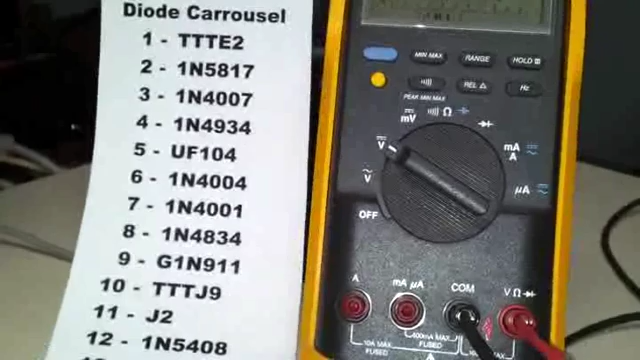 Diode Carrousel
1 - TTTE2
2 - 1N5817
3 - 1N4007
4 - 1N4934
5 - UF104
6 - 1N4004
7 - 1N4001
8 - 1N4834
9 - G1N911
10 - TTTJ9
11 - J2
12 - 1N5408
MIN MAX
RANGE
HOLD
REL △
Hz
PEAK MIN MAX
mV
Ω
V
mA
A
V
µA
OFF
A
mA µA
COM
V Ω
10A MAX
FUSED
400mA MAX
FUSED